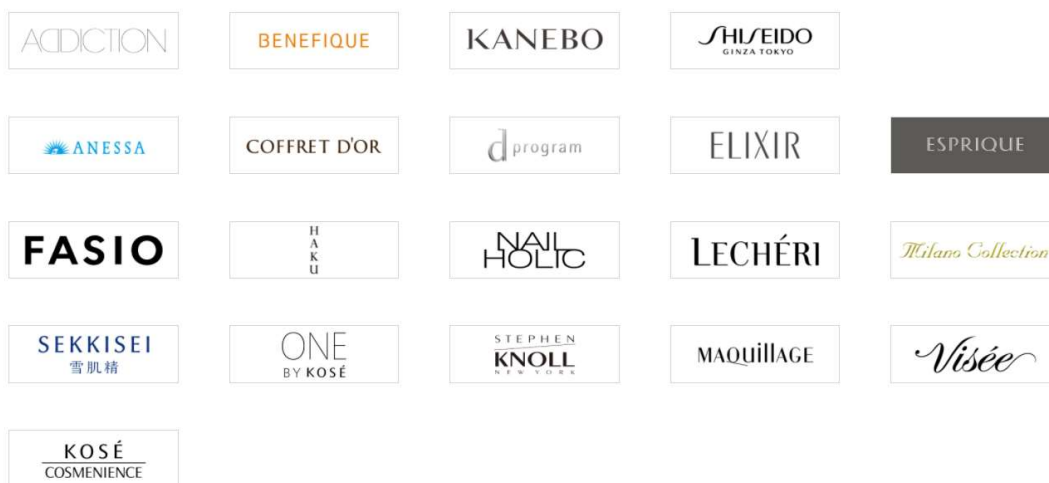 ADDICTION
BENEFIQUE
KANEBO
SHISEIDO
GINZA TOKYO
ANESSA
COFFRET D'OR
d program
ELIXIR
ESPRIQUE
FASIO
HAKU
NAIL
HOLIC
LECHÉRI
Milano Collection
SEKKISEI
雪肌精
ONE
BY KOSÉ
STEPHEN
KNOLL
NEW YORK
MAQUillAGE
Visée
KOSÉ
COSMENIENCE